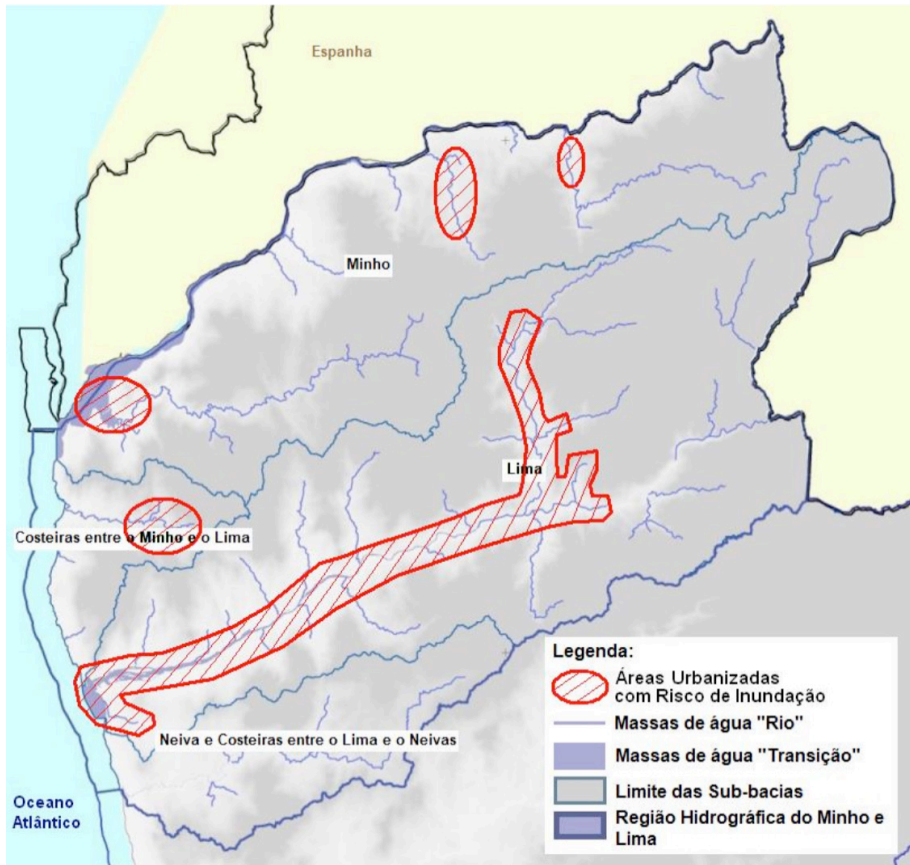 Espanha
Minho
Lima
Costeiras entre o Minho e o Lima
Neiva e Costeiras entre o Lima e o Neivas
Oceano
Atlântico
Legenda:
Áreas Urbanizadas
com Risco de Inundação
Massas de água "Rio"
Massas de água "Transição"
Limite das Sub-bacias
Região Hidrográfica do Minho e
Lima